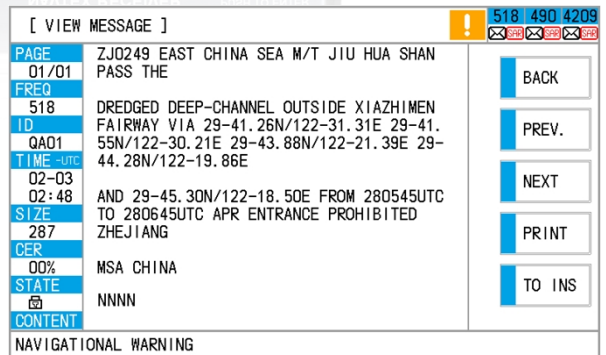 [ VIEW MESSAGE ]
!
518 490 4209
SAR SAR SAR
PAGE
01/01
FREQ
518
ID
QA01
TIME -UTC
02-03
02:48
SIZE
287
CER
00%
STATE
CONTENT
ZJ0249 EAST CHINA SEA M/T JIU HUA SHAN
PASS THE
DREDGED DEEP-CHANNEL OUTSIDE XIAZHIMEN
FAIRWAY VIA 29-41.26N/122-31.31E 29-41.
55N/122-30.21E 29-43.88N/122-21.39E 29-
44.28N/122-19.86E
AND 29-45.30N/122-18.50E FROM 280545UTC
TO 280645UTC APR ENTRANCE PROHIBITED
ZHEJIANG
MSA CHINA
NNNN
BACK
PREV.
NEXT
PRINT
TO INS
NAVIGATIONAL WARNING